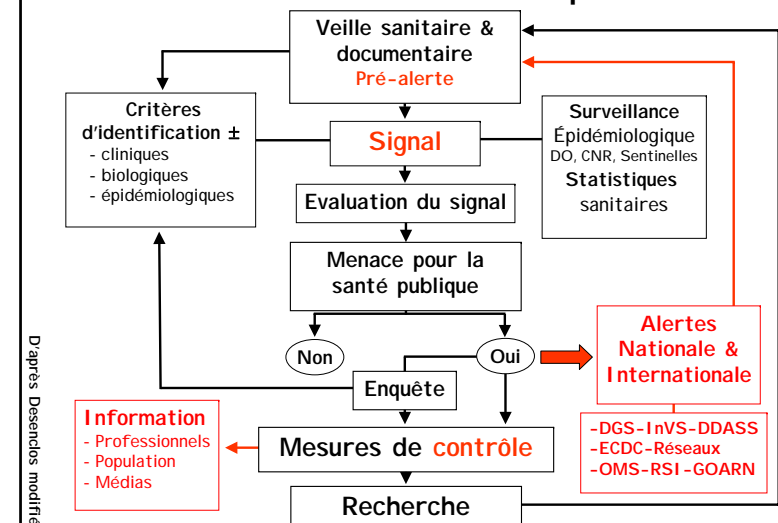 Veille sanitaire &
documentaire
Pré-alerte
Critères
d'identification ±
- cliniques
- biologiques
- épidémiologiques
Signal
Surveillance
Épidémiologique
DO, CNR, Sentinelles
Statistiques
sanitaires
Evaluation du signal
Menace pour la
santé publique
Non
Oui
Alertes
Nationale &
Internationale
Enquête
Information
- Professionnels
- Population
- Médias
Mesures de contrôle
-DGS-InVS-DDASS
-ECDC-Réseaux
-OMS-RSI-GOARN
Recherche
D'après Desenclos modifié